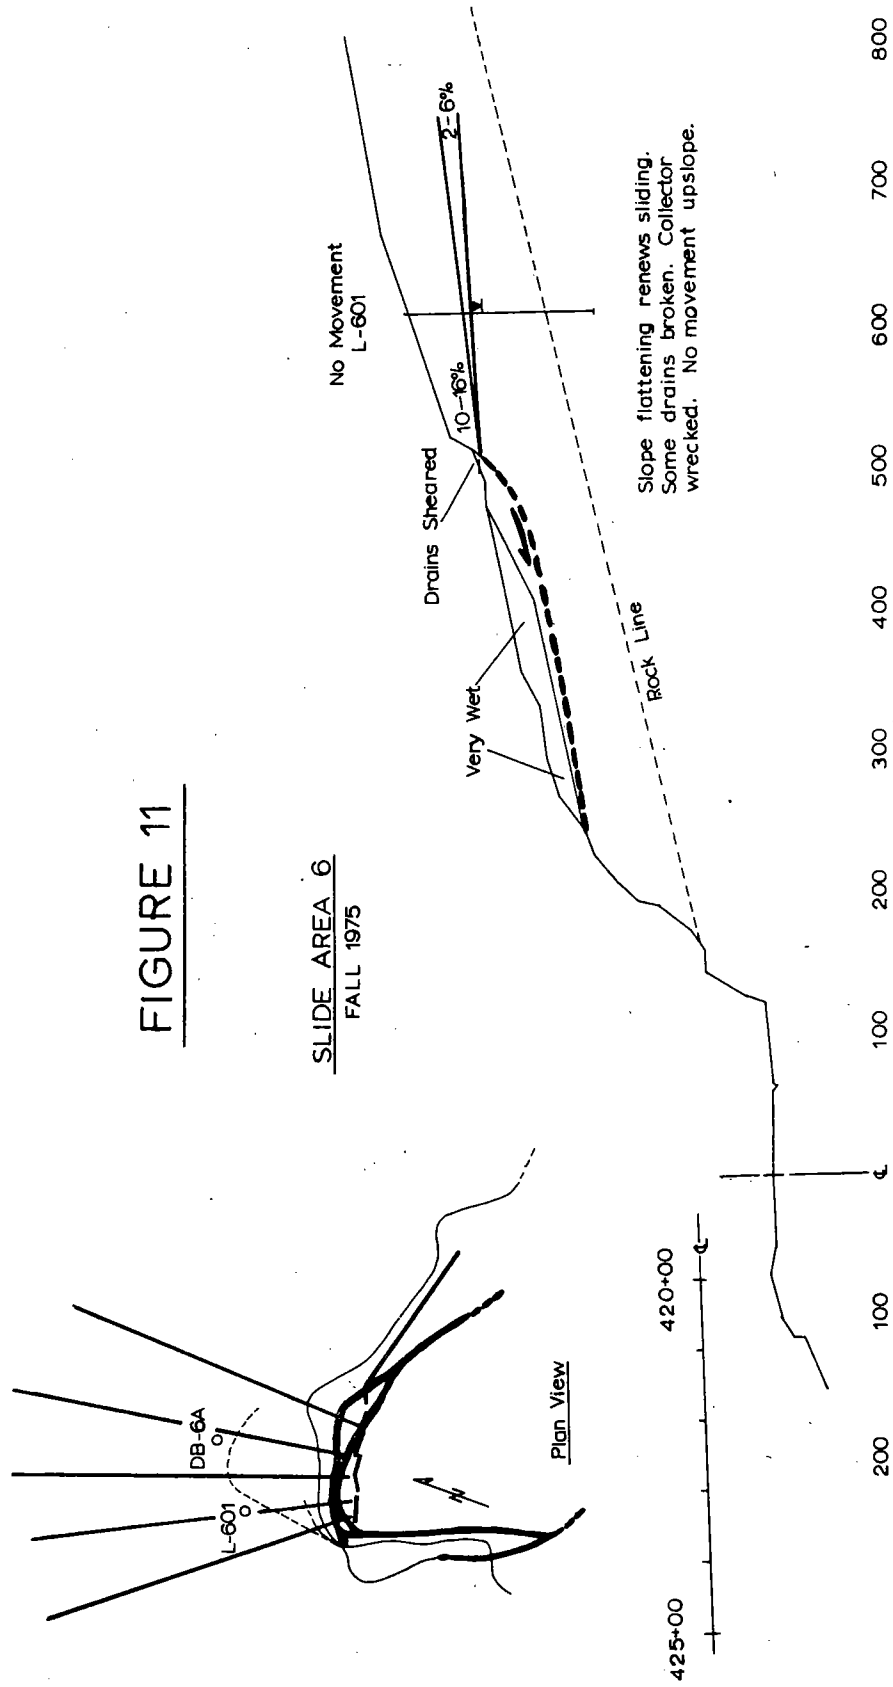 FIGURE 11
SLIDE AREA 6
FALL 1975
No Movement
L-601
2-6%
10-16%
Drains Sheared
Very Wet
Rock Line
Slope flattening renews sliding.
Some drains broken. Collector
wrecked. No movement upslope.
DB-6A
L-601
N
Plan View
425+00
420+00
℄
℄
200
100
℄
100
200
300
400
500
600
700
800